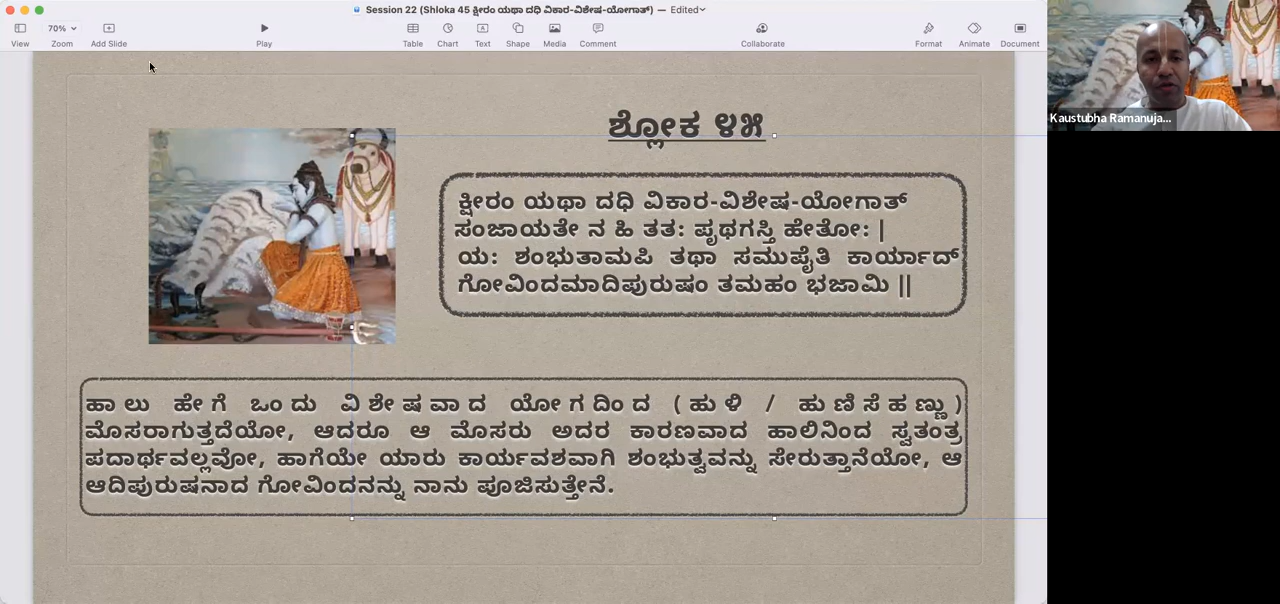 Session 22 (Shloka 45 ಕ್ಷೀರಂ ಯಥಾ ದಧಿ ವಿಕಾರ-ವಿಶೇಷ-ಯೋಗಾತ್) — Edited
View
70%
Zoom
Add Slide
Play
Table
Chart
Text
Shape
Media
Comment
Collaborate
Format
Animate
Document
ಶ್ಲೋಕ ೪೫
ಕ್ಷೀರಂ ಯಥಾ ದಧಿ ವಿಕಾರ-ವಿಶೇಷ-ಯೋಗಾತ್
ಸಂಜಾಯತೇ ನ ಹಿ ತತಃ ಪೃಥಗಸ್ತಿ ಹೇತೋಃ |
ಯಃ ಶಂಭುತಾಮಪಿ ತಥಾ ಸಮುಪೈತಿ ಕಾರ್ಯಾದ್
ಗೋವಿಂದಮಾದಿಪುರುಷಂ ತಮಹಂ ಭಜಾಮಿ ||
ಹಾಲು ಹೇಗೆ ಒಂದು ವಿಶೇಷವಾದ ಯೋಗದಿಂದ (ಹುಳಿ / ಹುಣಿಸೆಹಣ್ಣು)
ಮೊಸರಾಗುತ್ತದೆಯೋ, ಆದರೂ ಆ ಮೊಸರು ಅದರ ಕಾರಣವಾದ ಹಾಲಿನಿಂದ ಸ್ವತಂತ್ರ
ಪದಾರ್ಥವಲ್ಲವೋ, ಹಾಗೆಯೇ ಯಾರು ಕಾರ್ಯವಶವಾಗಿ ಶಂಭುತ್ವವನ್ನು ಸೇರುತ್ತಾನೆಯೋ, ಆ
ಆದಿಪುರುಷನಾದ ಗೋವಿಂದನನ್ನು ನಾನು ಪೂಜಿಸುತ್ತೇನೆ.
Kaustubha Ramanuja...